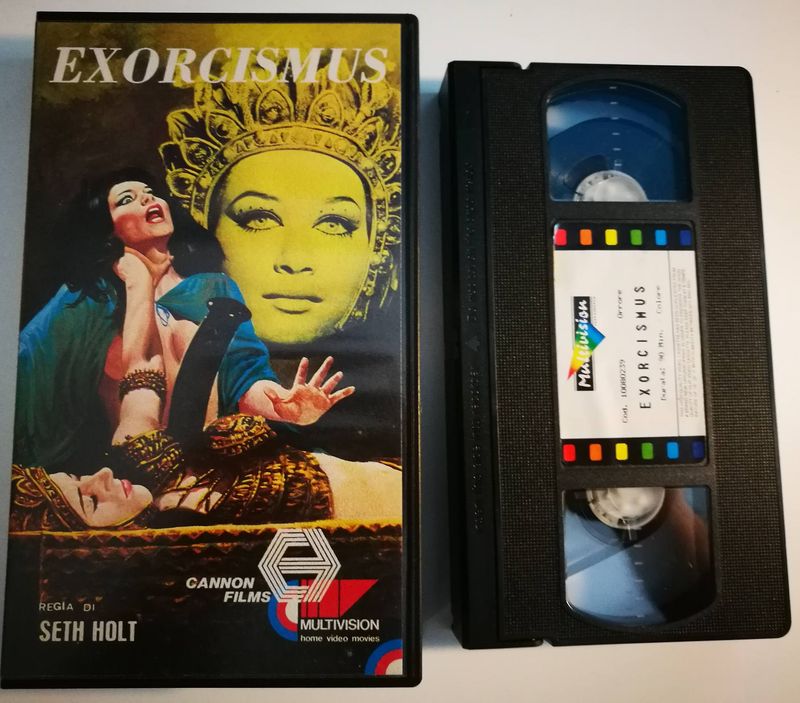 EXORCISMUS
CANNON
FILMS
MULTIVISION
home video movies
REGIA DI
SETH HOLT
Multivision
Cod. 10080239 Orrore
EXORCISMUS
Durata: 90 Min. Colore